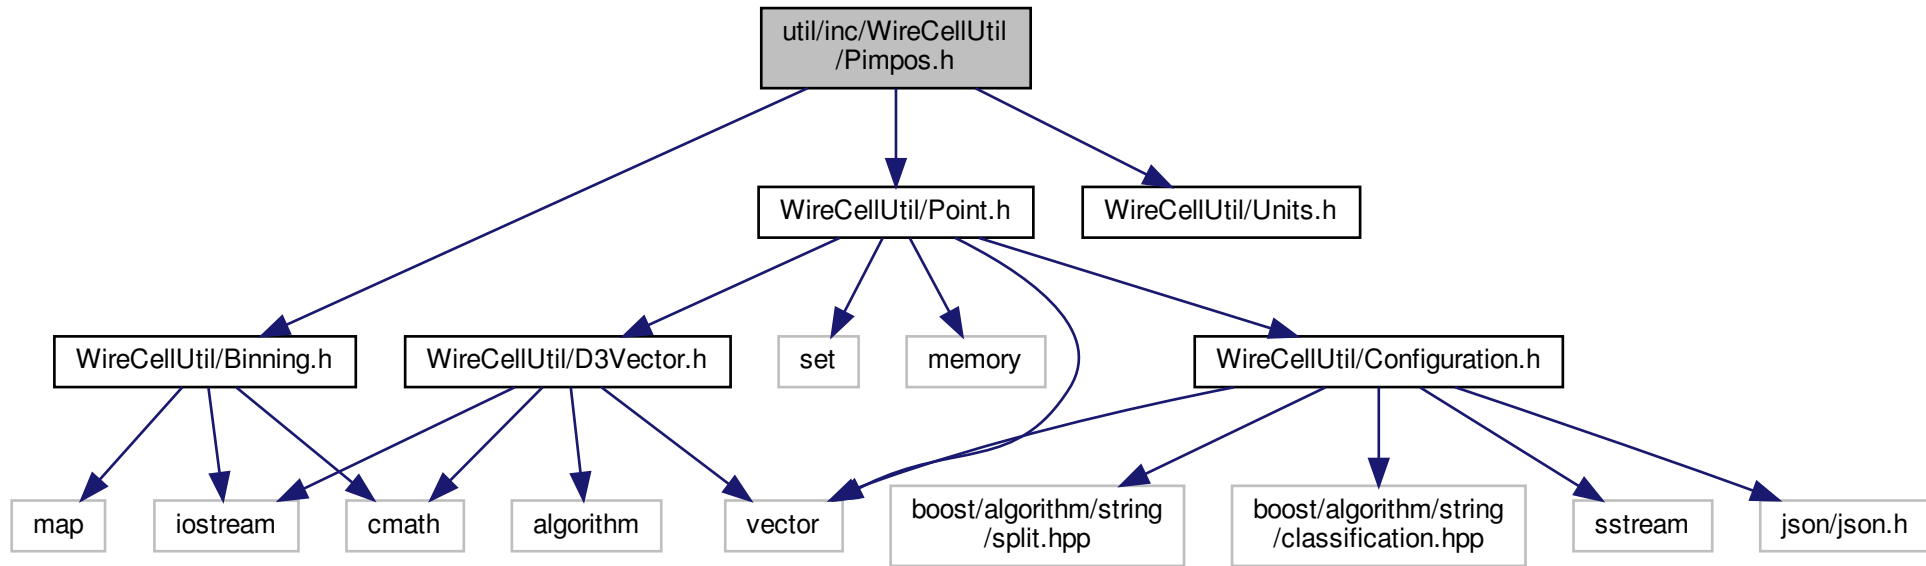 util/inc/WireCellUtil
/Pimpos.h
WireCellUtil/Point.h
WireCellUtil/Units.h
WireCellUtil/Binning.h
WireCellUtil/D3Vector.h
set
memory
WireCellUtil/Configuration.h
map
iostream
cmath
algorithm
vector
boost/algorithm/string
/split.hpp
boost/algorithm/string
/classification.hpp
sstream
json/json.h